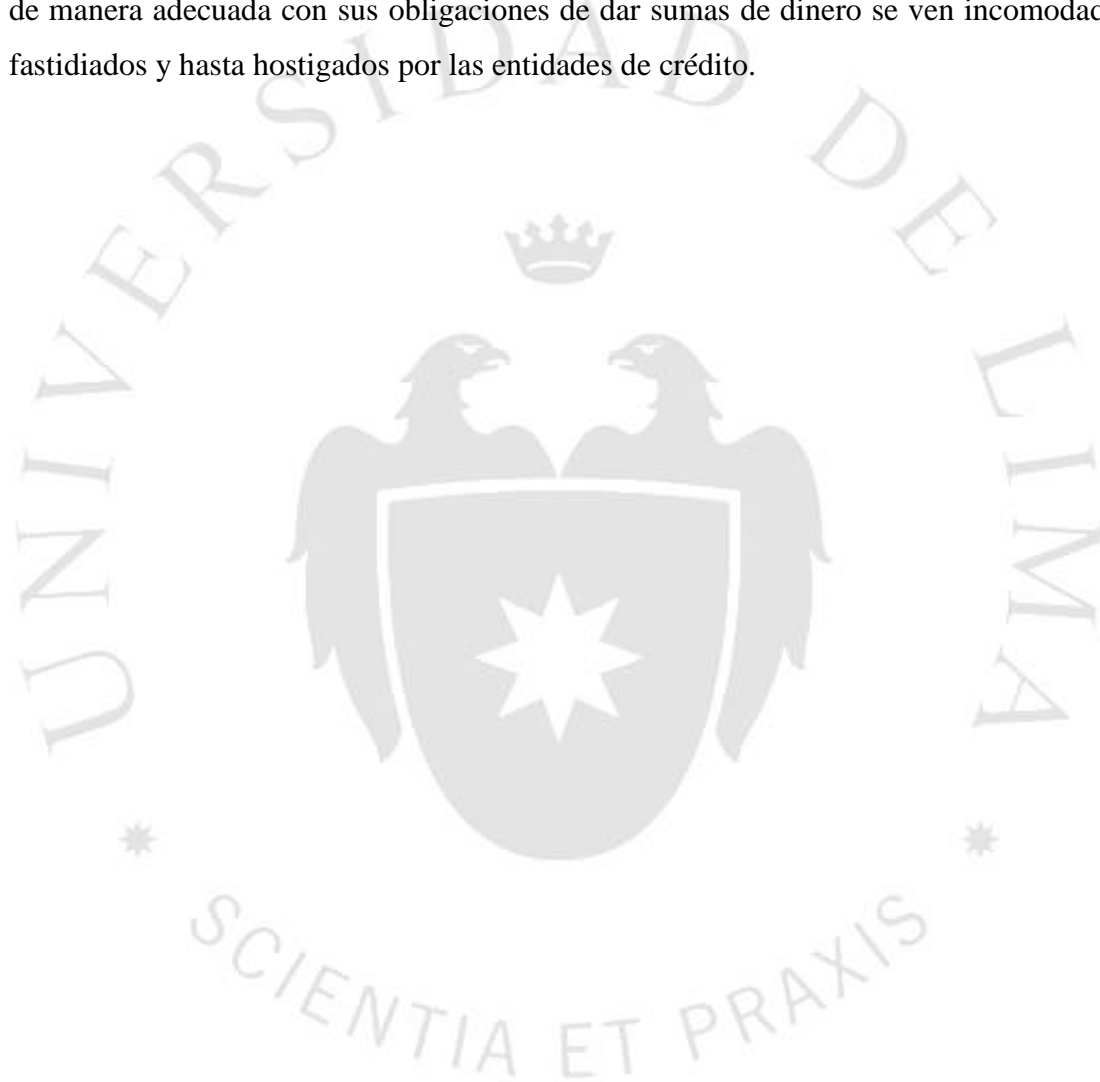 de manera adecuada con sus obligaciones de dar sumas de dinero se ven
fastidiados y hasta hostigados por las entidades de crédito.
UNIVERSIDAD DE LIMA
SCIENTIA ET PRAXIS